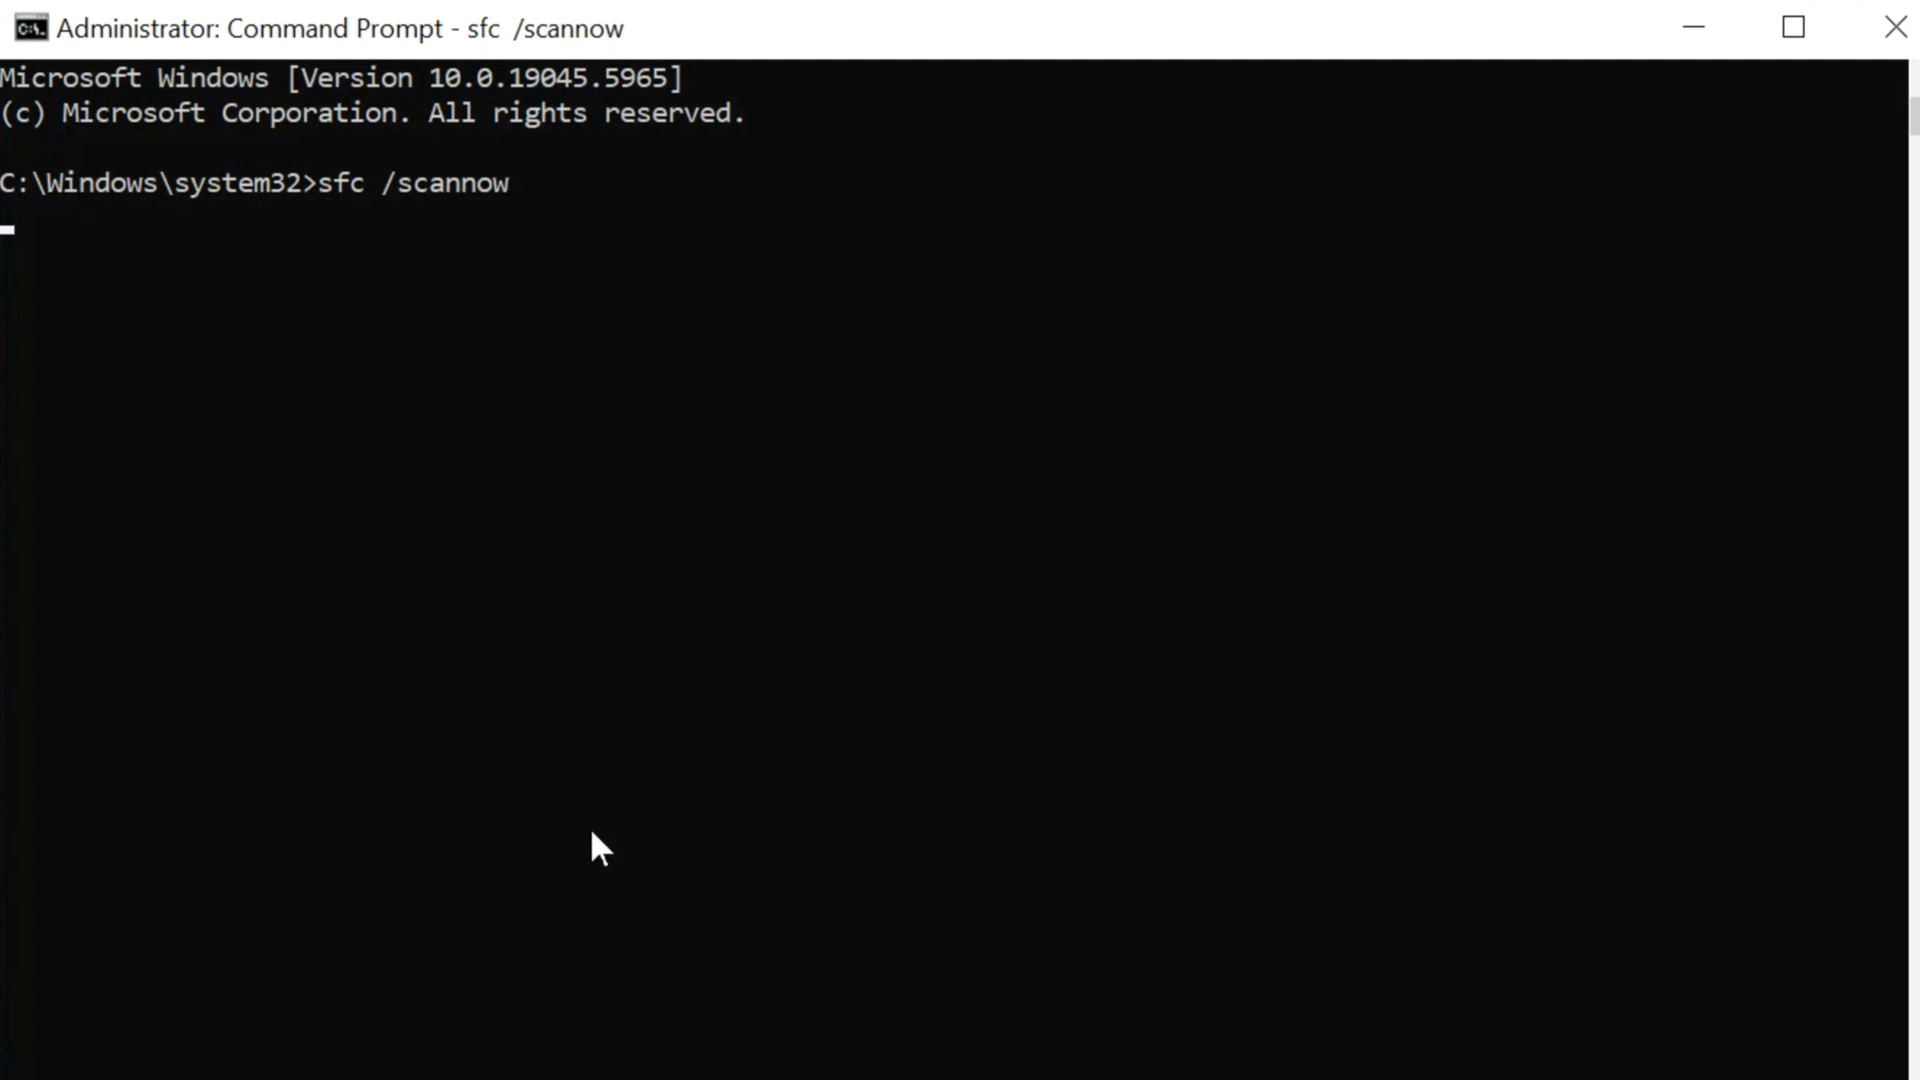 Administrator: Command Prompt - sfc  /scannow
Microsoft Windows [Version 10.0.19045.5965]
(c) Microsoft Corporation. All rights reserved.
C:\Windows\system32>sfc /scannow